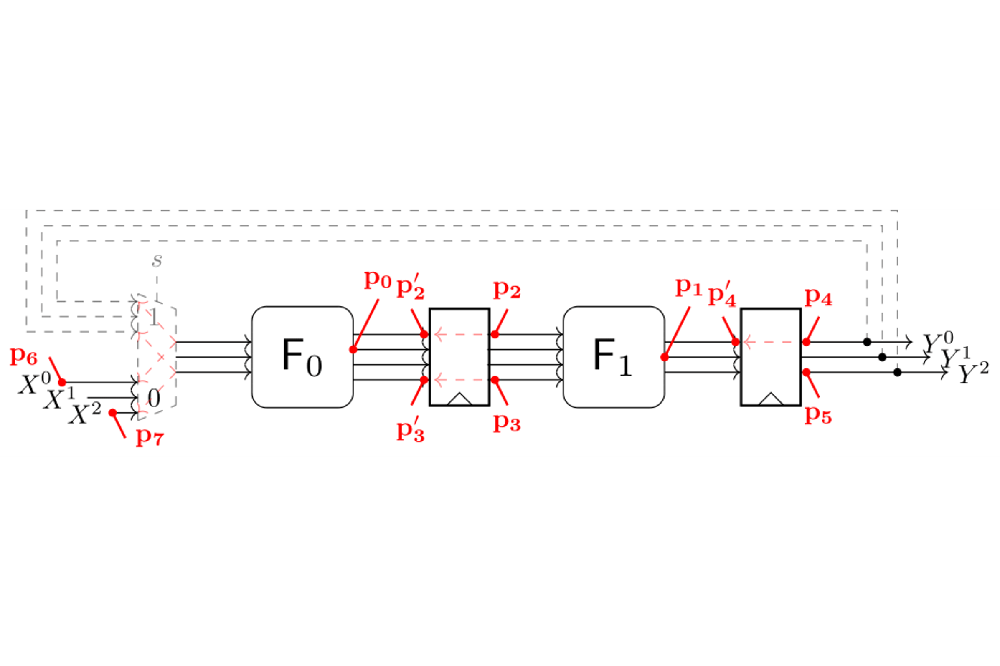 s
p₀ p′₂ p₂ p₁ p′₄ p₄
1
p₆
F₀ F₁
Y⁰
Y¹
Y²
X⁰
X¹
X²
0
p₇
p′₃ p₃ p₅